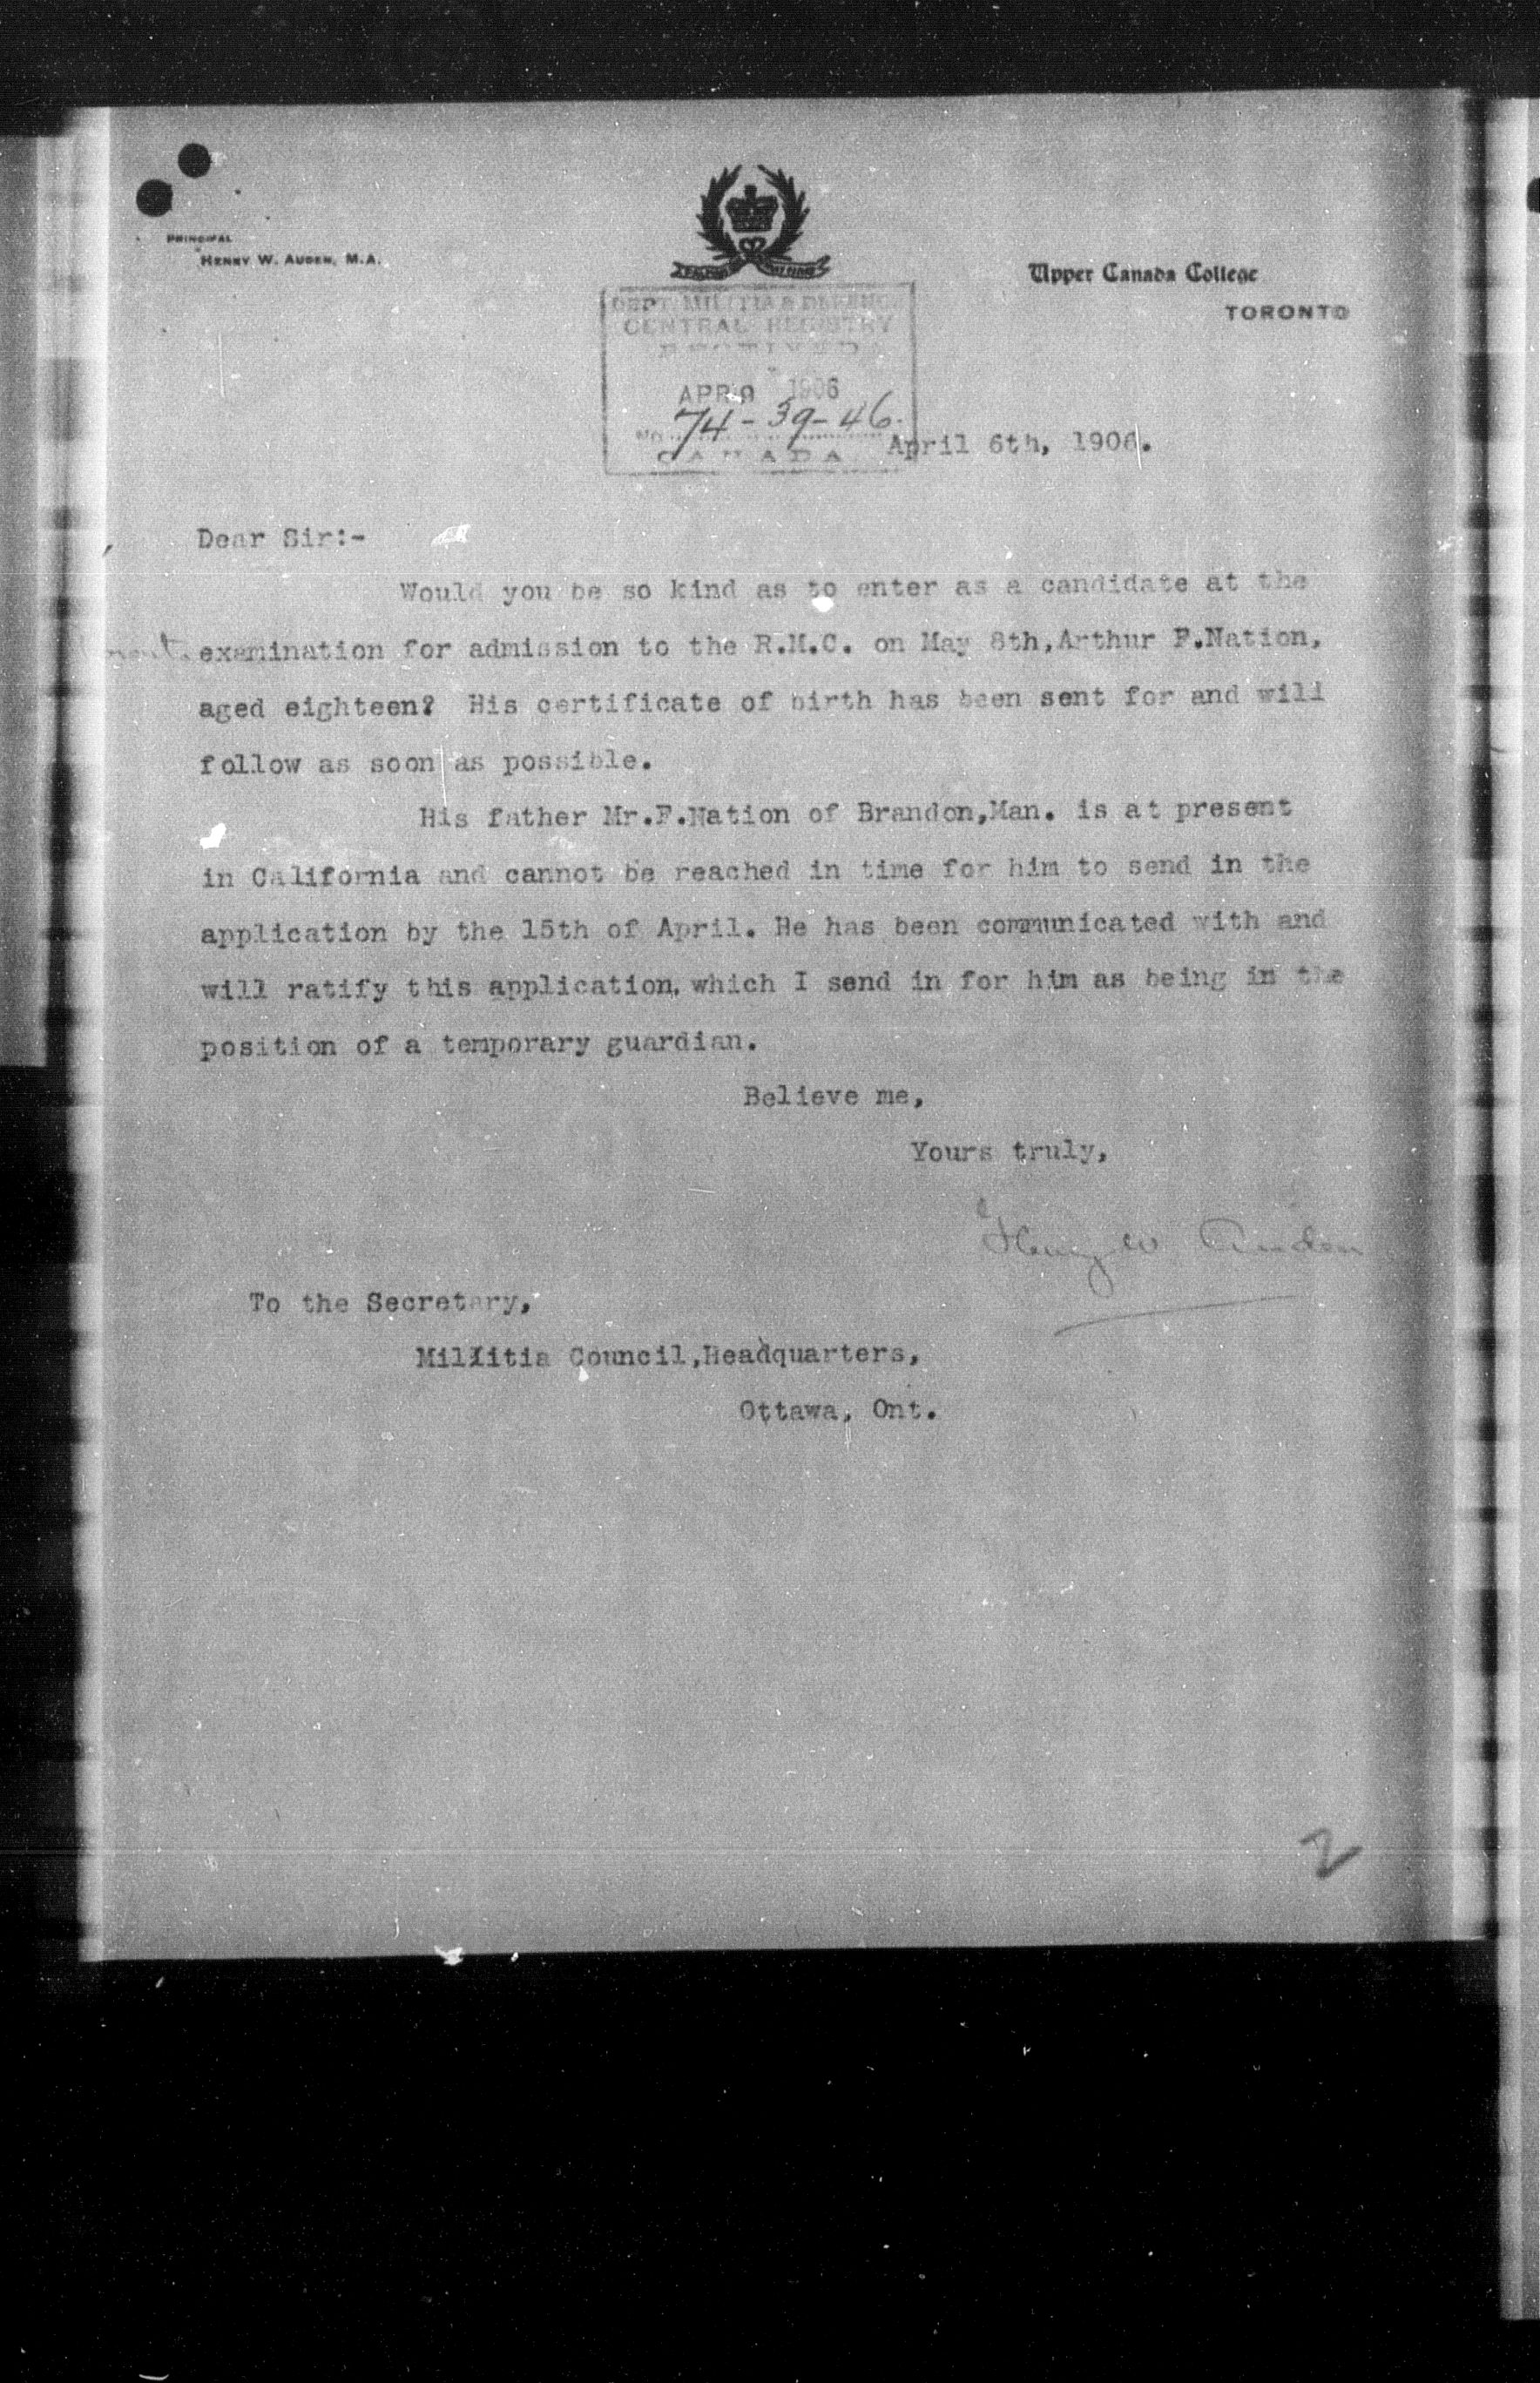 PRINCIPAL
HENRY W. AUDEN, M.A.
Upper Canada College
TORONTO
DEPT. MILITIA & DEFENCE
CENTRAL REGISTRY
RECEIVED
APR 9 1906
No. 74-39-46.
CANADA
April 6th, 1906.
Dear Sir:-
Would you be so kind as to enter as a candidate at the
examination for admission to the R.M.C. on May 8th,Arthur F.Nation,
aged eighteen? His certificate of birth has been sent for and will
follow as soon as possible.
His father Mr.F.Nation of Brandon,Man. is at present
in California and cannot be reached in time for him to send in the
application by the 15th of April. He has been communicated with and
will ratify this application, which I send in for him as being in the
position of a temporary guardian.
Believe me,
Yours truly,
Henry W. Auden
To the Secretary,
Millitia Council,Headquarters,
Ottawa, Ont.
2